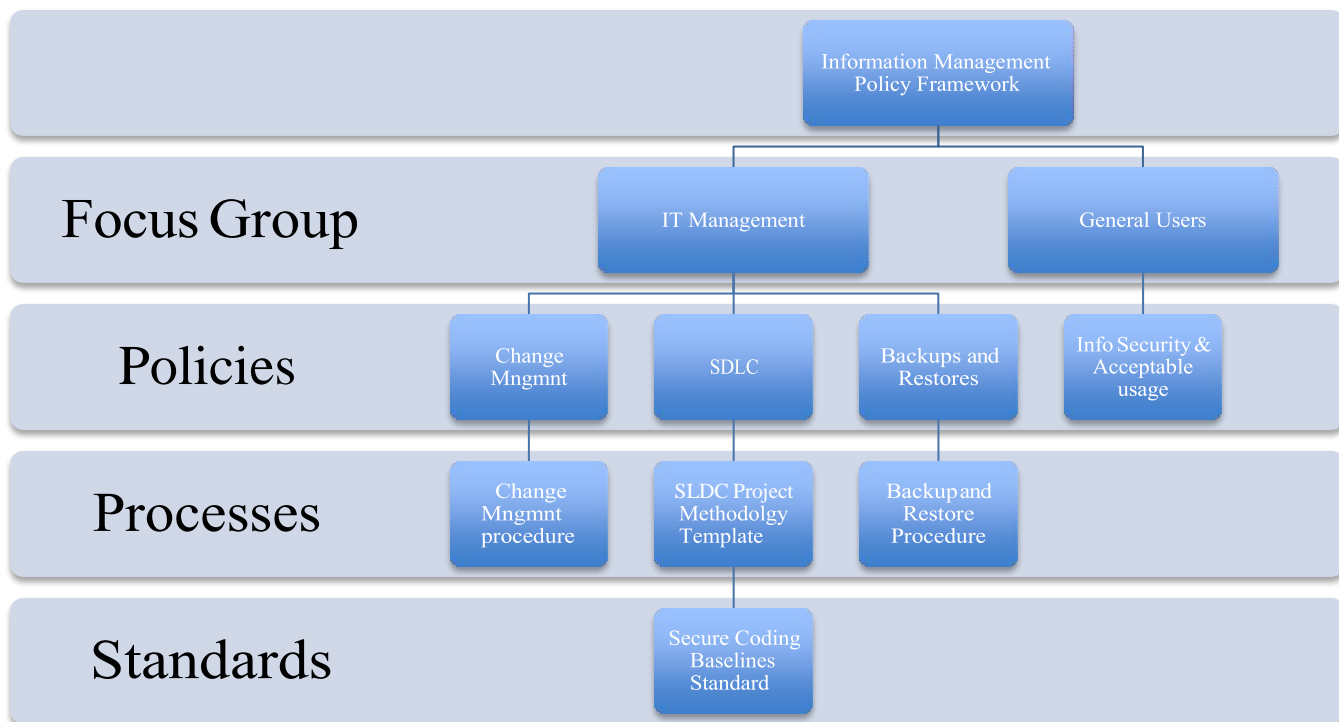 Information Management
Policy Framework
Focus Group
IT Management
General Users
Policies
Change
Mngmnt
SDLC
Backups and
Restores
Info Security &
Acceptable
usage
Processes
Change
Mngmnt
procedure
SLDC Project
Methodolgy
Template
Backup and
Restore
Procedure
Standards
Secure Coding
Baselines
Standard